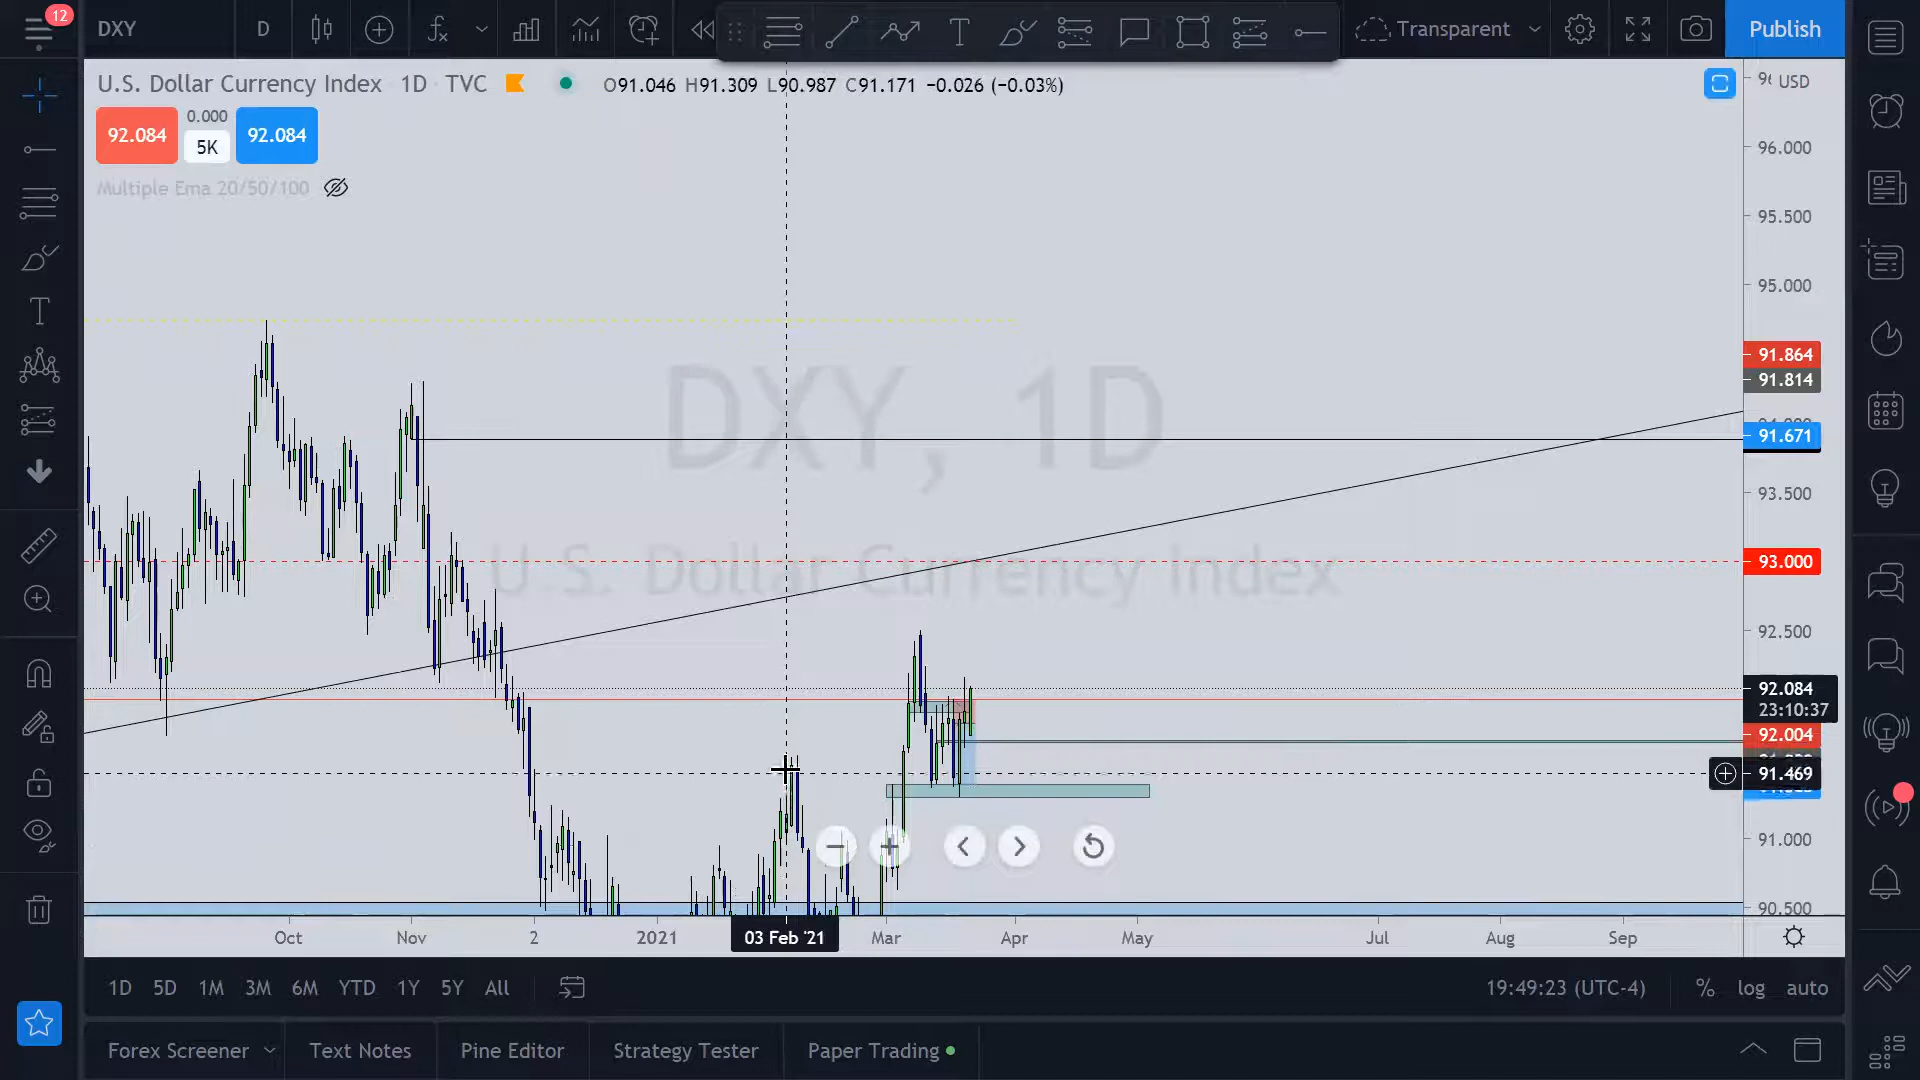 12
DXY
D
Transparent
Publish
U.S. Dollar Currency Index 1D TVC O91.046 H91.309 L90.987 C91.171 −0.026 (−0.03%)
USD
92.084
0.000
5K
92.084
Multiple Ema 20/50/100
96.000
95.500
95.000
91.864
91.814
91.671
93.500
93.000
92.500
92.084
23:10:37
92.004
91.469
91.000
90.500
DXY, 1D
U.S. Dollar Currency Index
Oct
Nov
2
2021
03 Feb '21
Mar
Apr
May
Jul
Aug
Sep
1D 5D 1M 3M 6M YTD 1Y 5Y All
19:49:23 (UTC-4)
% log auto
Forex Screener
Text Notes
Pine Editor
Strategy Tester
Paper Trading